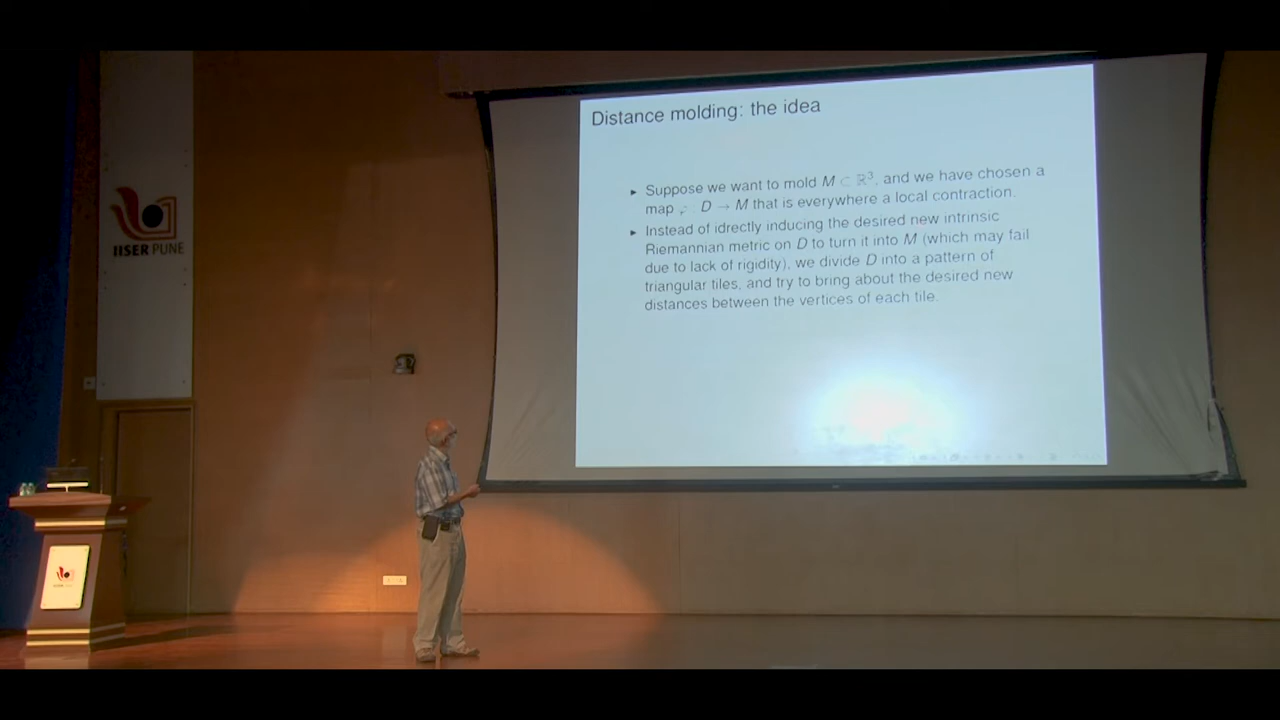 Distance molding: the idea
Suppose we want to mold M ⊂ ℝ³, and we have chosen a
map φ: D → M that is everywhere a local contraction.
Instead of idrectly inducing the desired new intrinsic
Riemannian metric on D to turn it into M (which may fail
due to lack of rigidity), we divide D into a pattern of
triangular tiles, and try to bring about the desired new
distances between the vertices of each tile.
IISER PUNE